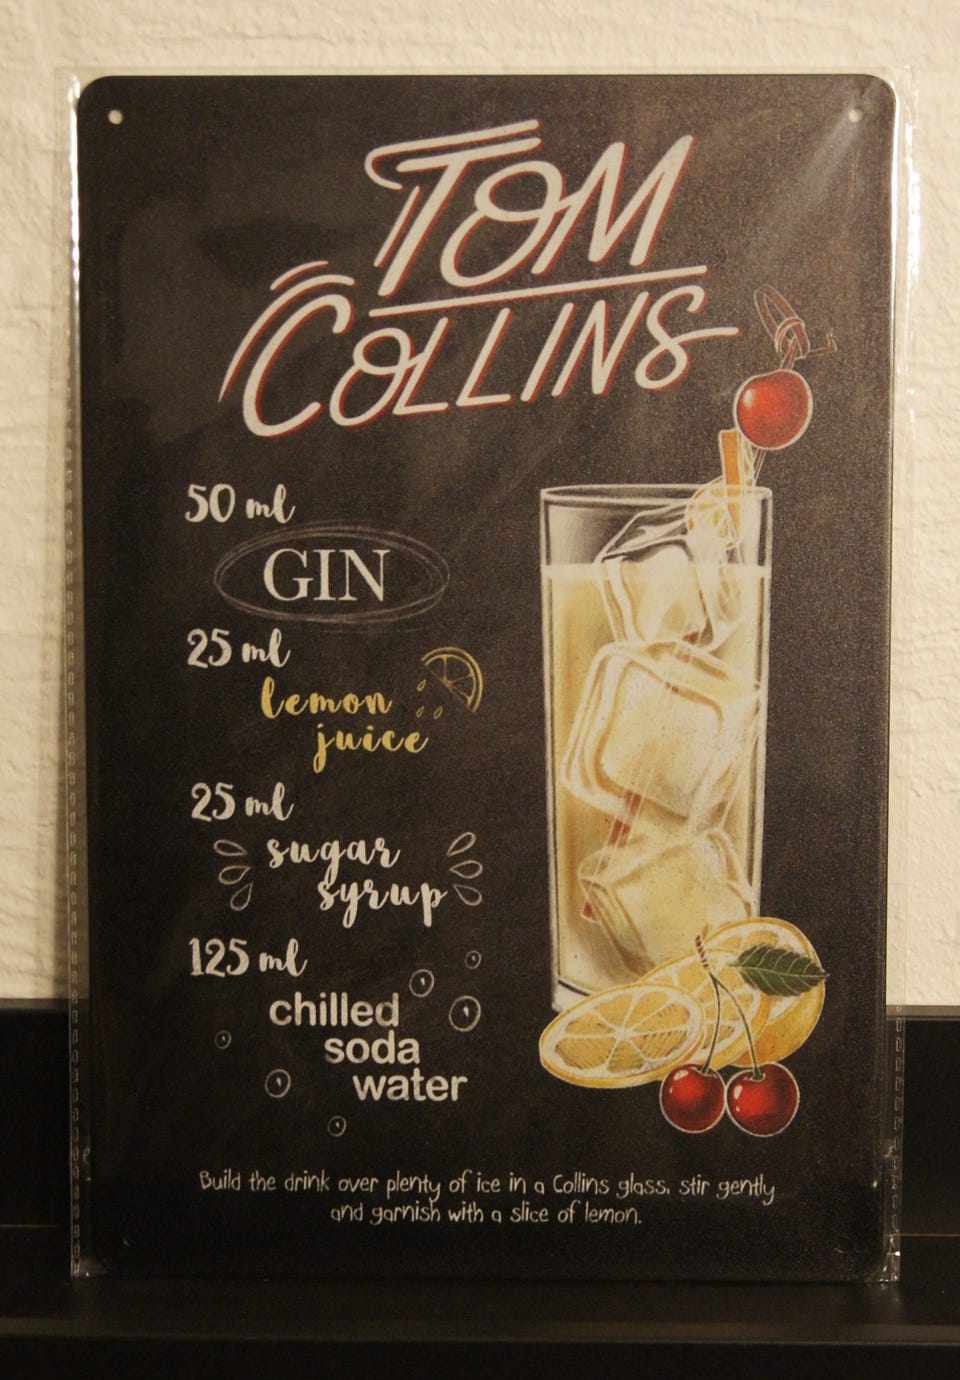 TOM
COLLINS
50 ml
GIN
25 ml
lemon
juice
25 ml
sugar
syrup
125 ml
chilled
soda
water
Build the drink over plenty of ice in a Collins glass, stir gently
and garnish with a slice of lemon.